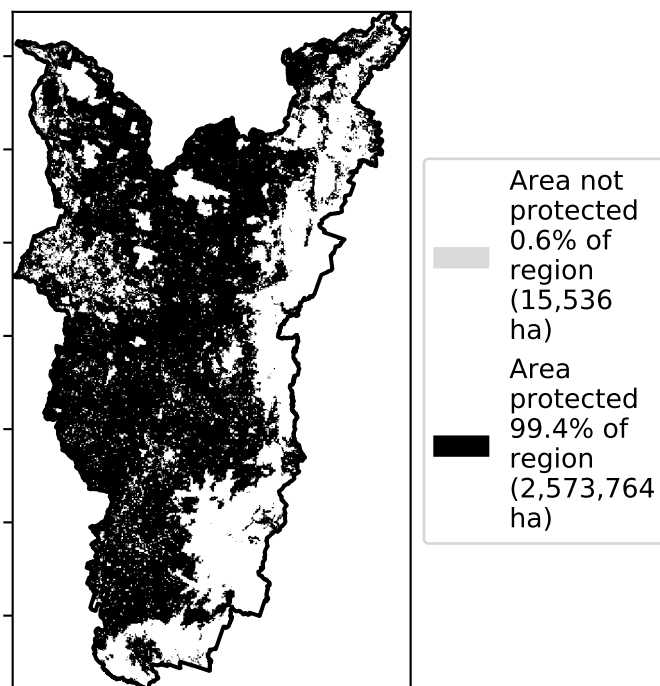 Area not
protected
0.6% of
region
(15,536
ha)
Area
protected
99.4% of
region
(2,573,764
ha)